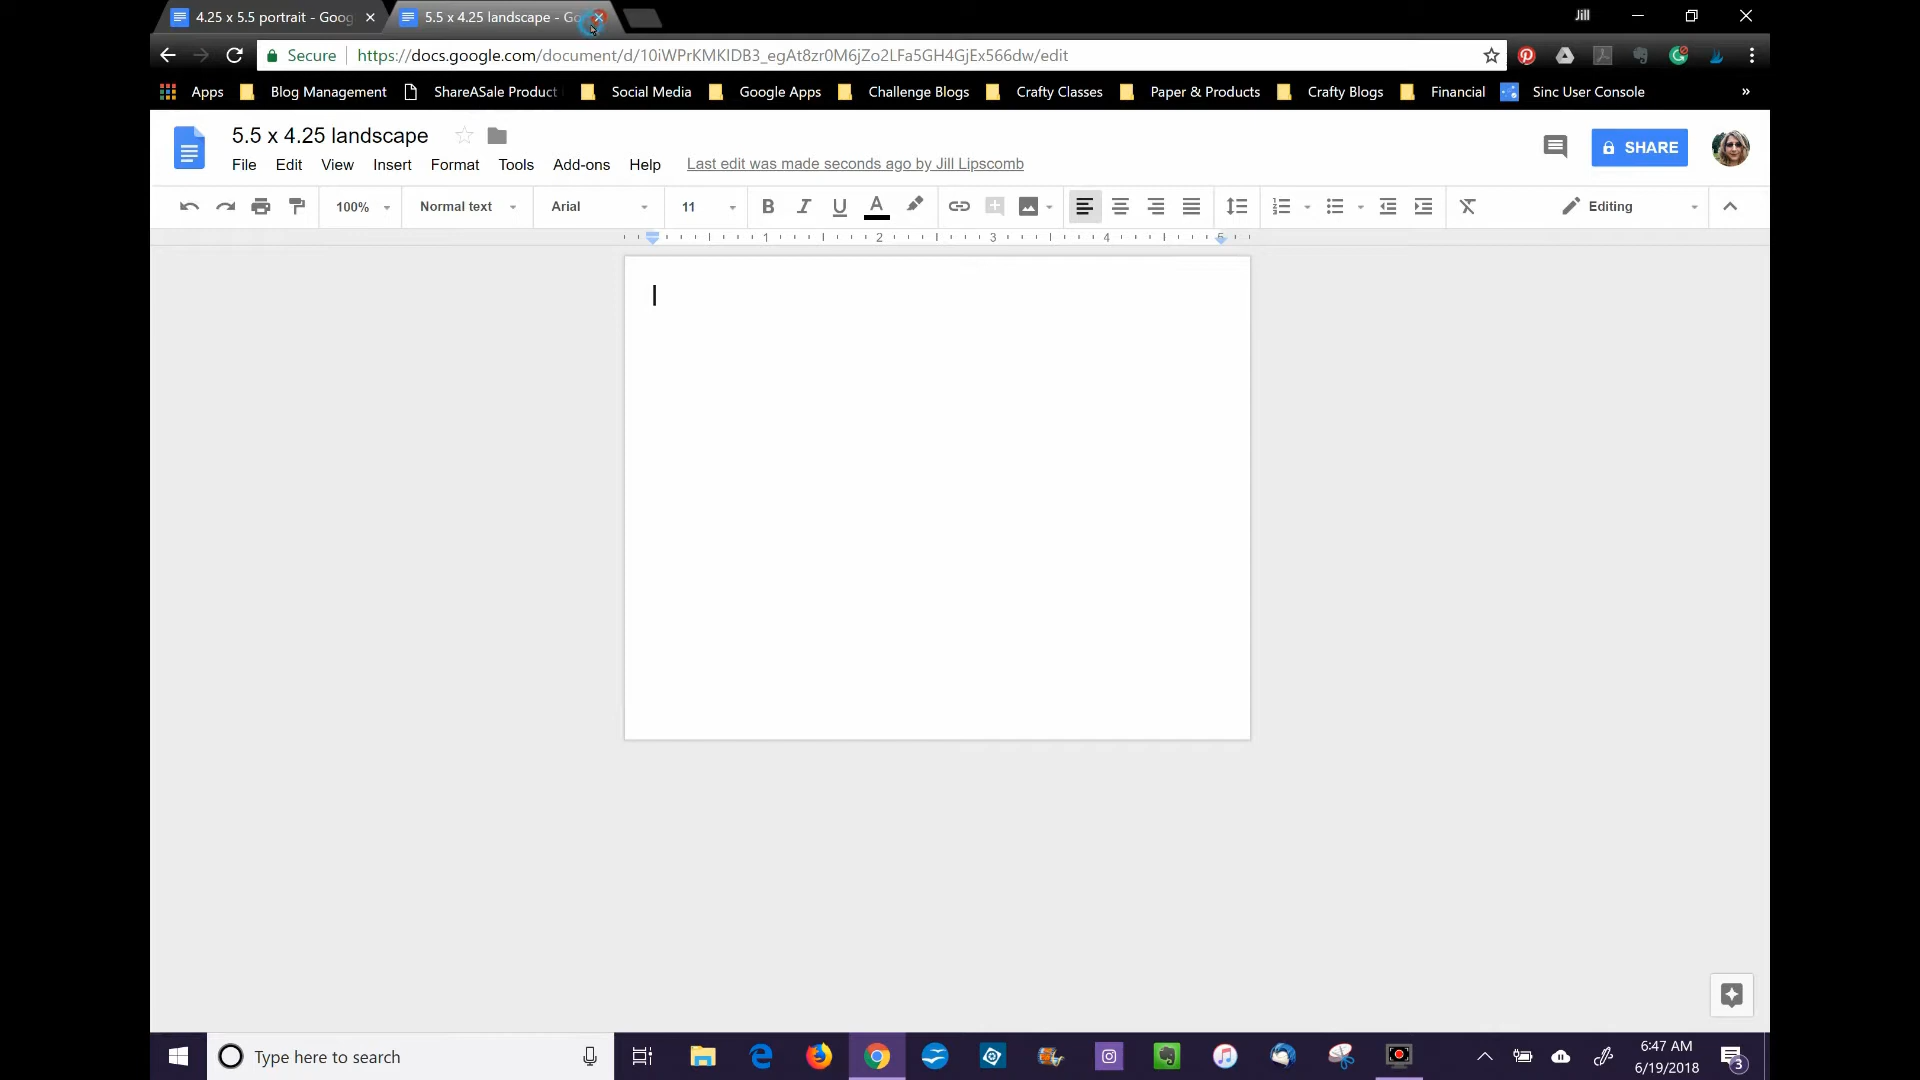 4.25 x 5.5 portrait - Goog
5.5 x 4.25 landscape - Go
Jill
Secure
https://docs.google.com/document/d/10iWPrKMKIDB3_egAt8zr0M6jZo2LFa5GH4GjEx566dw/edit
Apps Blog Management ShareASale Product Social Media Google Apps Challenge Blogs Crafty Classes Paper & Products Crafty Blogs Financial Sinc User Console »
5.5 x 4.25 landscape
SHARE
File Edit View Insert Format Tools Add-ons Help Last edit was made seconds ago by Jill Lipscomb
100% Normal text Arial 11 B I U A Editing
1 2 3 4 5
Type here to search
6:47 AM
6/19/2018
3